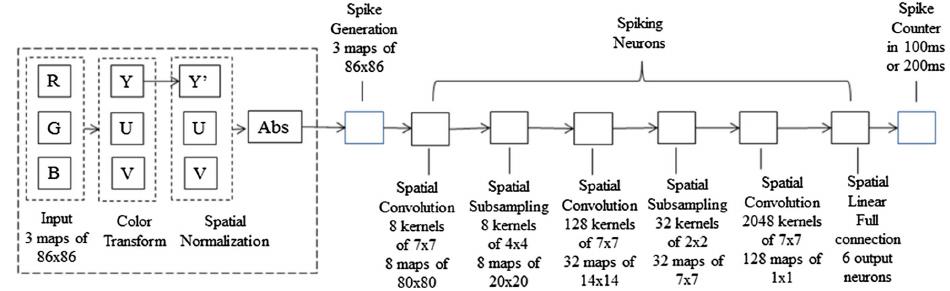 Spike
Generation
3 maps of
86x86
Spiking
Neurons
Spike
Counter
in 100ms
or 200ms
R
G
B
Y
U
V
Y’
U
V
Abs
Input
3 maps of
86x86
Color
Transform
Spatial
Normalization
Spatial
Convolution
8 kernels
of 7x7
8 maps of
80x80
Spatial
Subsampling
8 kernels
of 4x4
8 maps of
20x20
Spatial
Convolution
128 kernels
of 7x7
32 maps of
14x14
Spatial
Subsampling
32 kernels
of 2x2
32 maps of
7x7
Spatial
Convolution
2048 kernels
of 7x7
128 maps of
1x1
Spatial
Linear
Full
connection
6 output
neurons